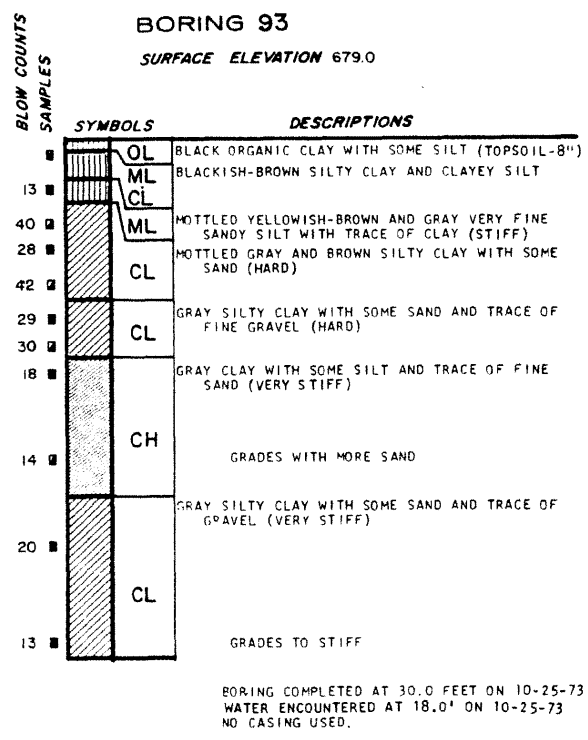 BORING 93
SURFACE ELEVATION 679.0
BLOW COUNTS
SAMPLES
SYMBOLS
DESCRIPTIONS
OL BLACK ORGANIC CLAY WITH SOME SILT (TOPSOIL-8")
ML BLACKISH-BROWN SILTY CLAY AND CLAYEY SILT
13 CL
40 ML MOTTLED YELLOWISH-BROWN AND GRAY VERY FINE
SANDY SILT WITH TRACE OF CLAY (STIFF)
28 MOTTLED GRAY AND BROWN SILTY CLAY WITH SOME
CL SAND (HARD)
42
29 GRAY SILTY CLAY WITH SOME SAND AND TRACE OF
CL FINE GRAVEL (HARD)
30
18 GRAY CLAY WITH SOME SILT AND TRACE OF FINE
SAND (VERY STIFF)
CH
14 GRADES WITH MORE SAND
GRAY SILTY CLAY WITH SOME SAND AND TRACE OF
GRAVEL (VERY STIFF)
20
CL
13 GRADES TO STIFF
BORING COMPLETED AT 30.0 FEET ON 10-25-73
WATER ENCOUNTERED AT 18.0' ON 10-25-73
NO CASING USED.